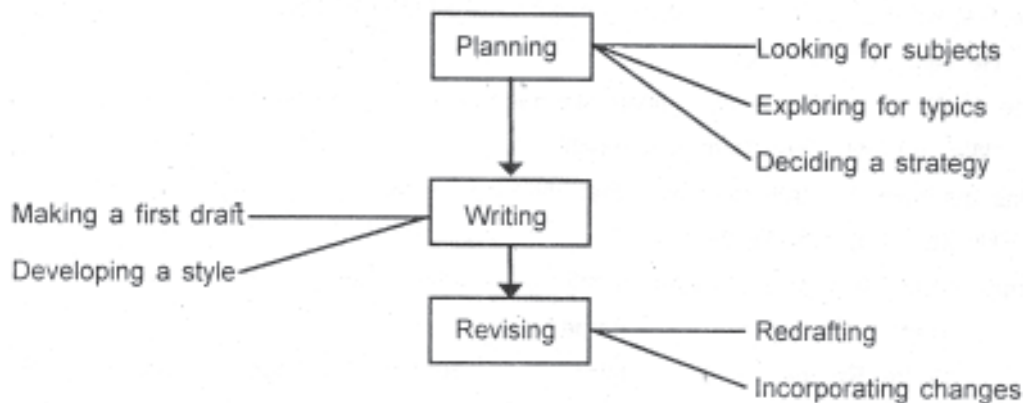 Planning
Looking for subjects
Exploring for typics
Deciding a strategy
Writing
Making a first draft
Developing a style
Revising
Redrafting
Incorporating changes